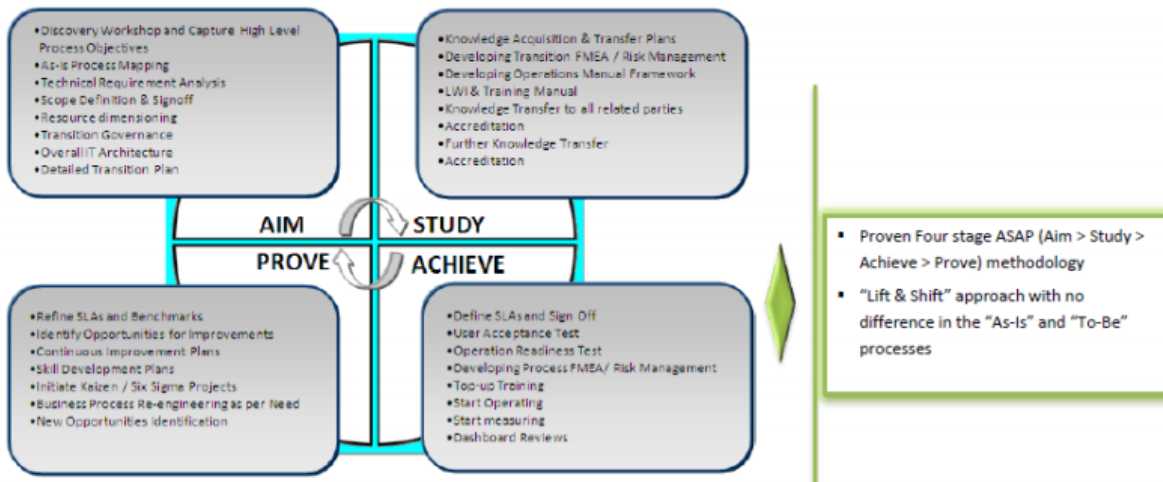 •Discovery Workshop and Capture High Level
Process Objectives
•As-Is Process Mapping
•Technical Requirement Analysis
•Scope Definition & Signoff
•Resource dimensioning
•Transition Governance
•Overall IT Architecture
•Detailed Transition Plan
•Knowledge Acquisition & Transfer Plans
•Developing Transition FMEA / Risk Management
•Developing Operations Manual Framework
•LWI & Training Manual
•Knowledge Transfer to all related parties
•Accreditation
•Further Knowledge Transfer
•Accreditation
AIM
STUDY
PROVE
ACHIEVE
•Refine SLAs and Benchmarks
•Identify Opportunities for Improvements
•Continuous Improvement Plans
•Skill Development Plans
•Initiate Kaizen / Six Sigma Projects
•Business Process Re-engineering as per Need
•New Opportunities Identification
•Define SLAs and Sign Off
•User Acceptance Test
•Operation Readiness Test
•Developing Process FMEA/ Risk Management
•Top-up Training
•Start Operating
•Start measuring
•Dashboard Reviews
▪ Proven Four stage ASAP (Aim > Study >
Achieve > Prove) methodology
▪ “Lift & Shift” approach with no
difference in the “As-Is” and “To-Be”
processes